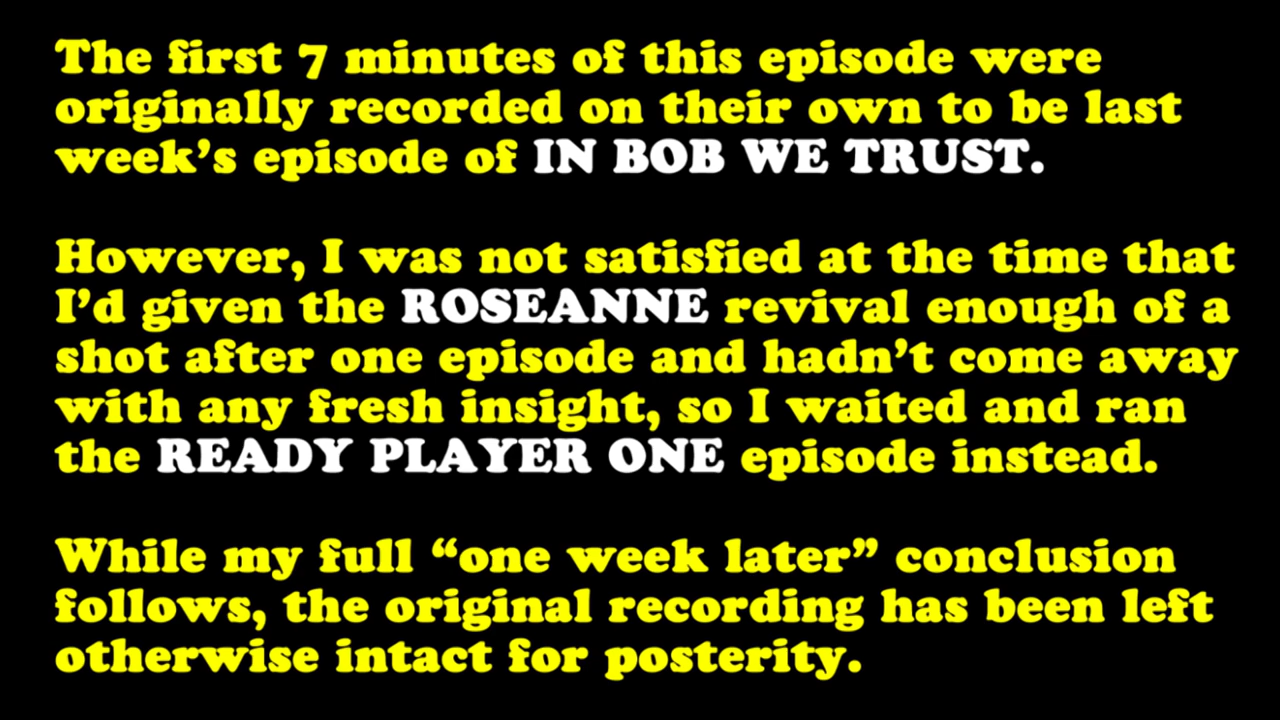 The first 7 minutes of this episode were
originally recorded on their own to be last
week’s episode of IN BOB WE TRUST.
However, I was not satisfied at the time that
I’d given the ROSEANNE revival enough of a
shot after one episode and hadn’t come away
with any fresh insight, so I waited and ran
the READY PLAYER ONE episode instead.
While my full “one week later” conclusion
follows, the original recording has been left
otherwise intact for posterity.